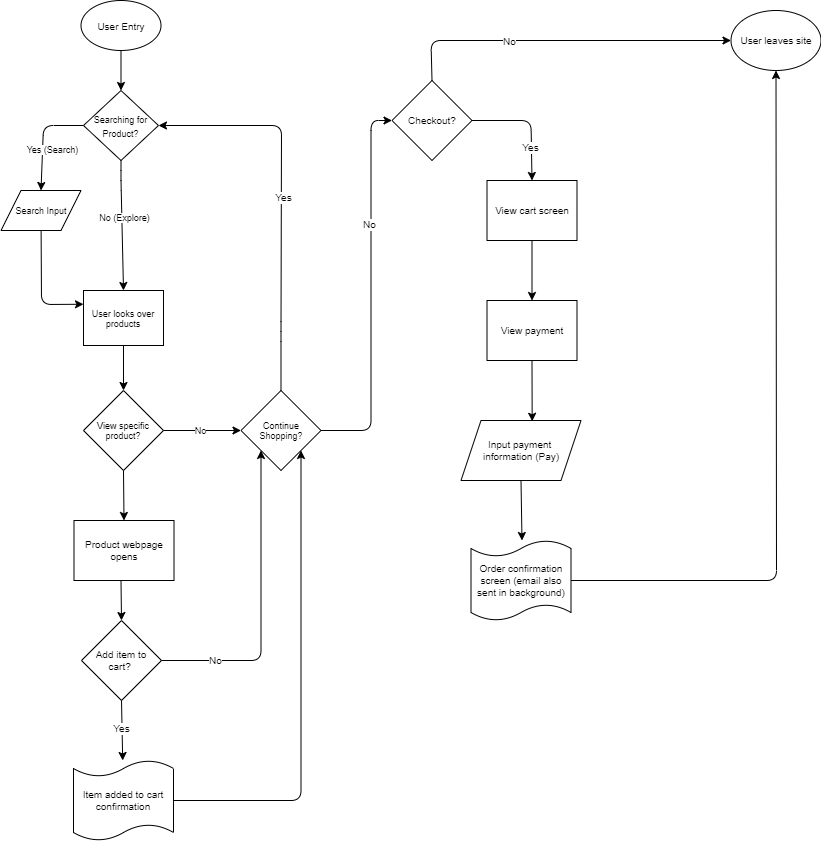 User Entry
Searching for
Product?
Yes (Search)
Search Input
No (Explore)
User looks over
products
View specific
product?
No
Continue
Shopping?
Yes
Product webpage
opens
Add item to
cart?
No
Yes
Item added to cart
confirmation
No
Checkout?
No
User leaves site
Yes
View cart screen
View payment
Input payment
information (Pay)
Order confirmation
screen (email also
sent in background)